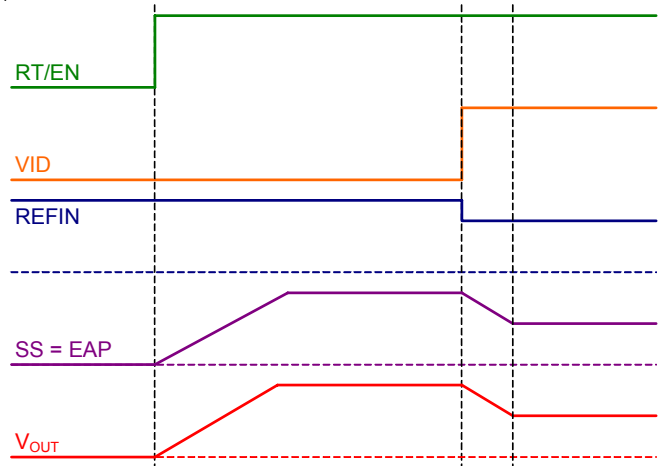 RT/EN
VID
REFIN
SS = EAP
VOUT